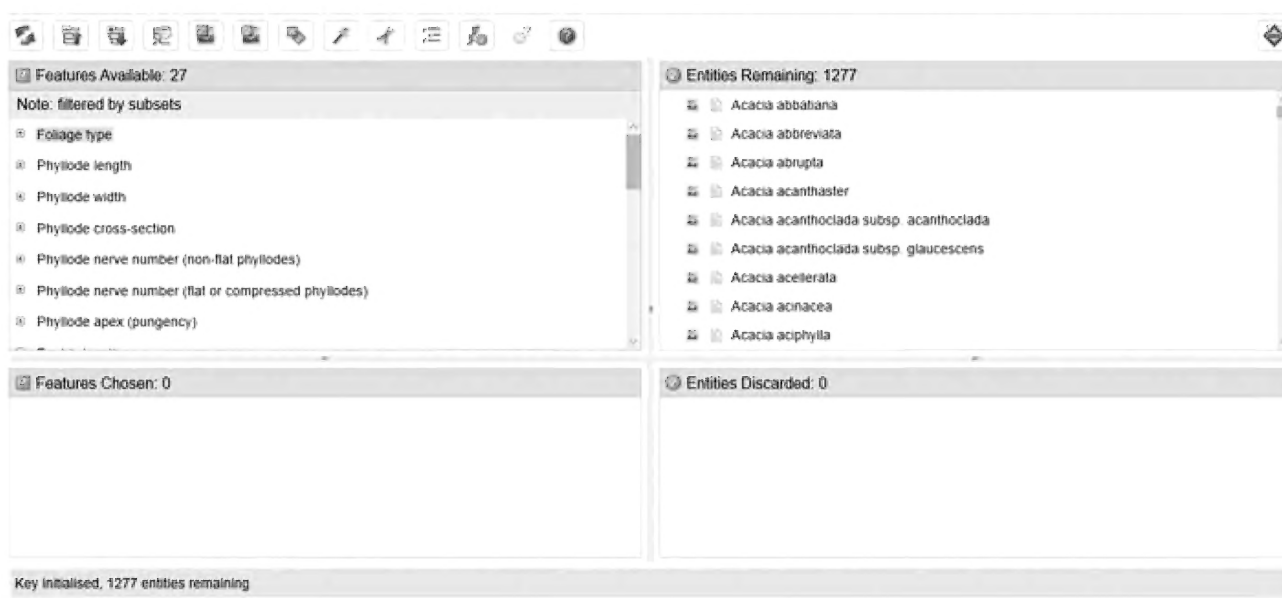 Features Available: 27
Note: filtered by subsets
Foliage type
Phyllode length
Phyllode width
Phyllode cross-section
Phyllode nerve number (non-flat phyllodes)
Phyllode nerve number (flat or compressed phyllodes)
Phyllode apex (pungency)
Entities Remaining: 1277
Acacia abbatiana
Acacia abbreviata
Acacia abrupta
Acacia acanthaster
Acacia acanthoclada subsp. acanthoclada
Acacia acanthoclada subsp. glaucescens
Acacia acellerata
Acacia acinacea
Acacia aciphylla
Features Chosen: 0
Entities Discarded: 0
Key Initialised, 1277 entities remaining